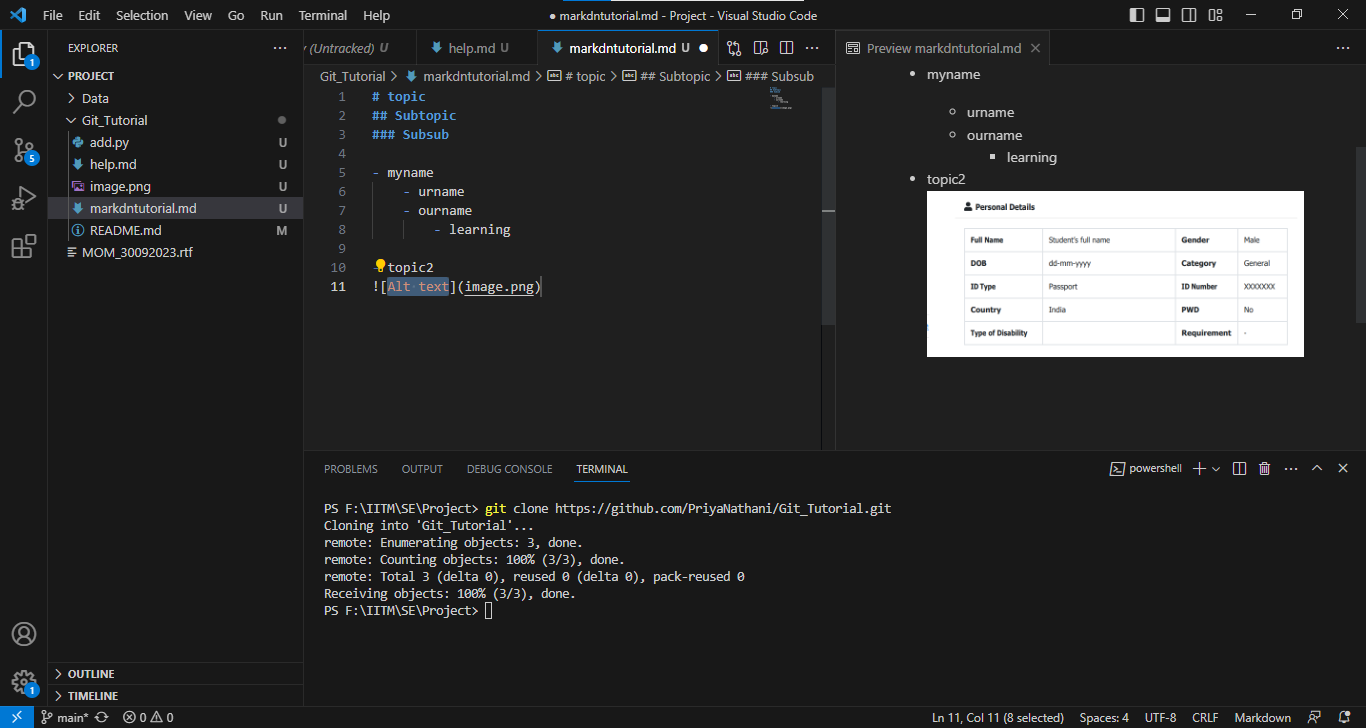 File Edit Selection View Go Run Terminal Help
● markdntutorial.md - Project - Visual Studio Code
EXPLORER
PROJECT
Data
Git_Tutorial
add.py U
help.md U
image.png U
markdntutorial.md U
README.md M
MOM_30092023.rtf
OUTLINE
TIMELINE
1
5
1
(Untracked) U
help.md U
markdntutorial.md U
Git_Tutorial > markdntutorial.md > # topic > ## Subtopic > ### Subsub
1 # topic
2 ## Subtopic
3 ### Subsub
4
5 - myname
6 - urname
7 - ourname
8 - learning
9
10 topic2
11 ![Alt text](image.png)
Preview markdntutorial.md
• myname
urname
ourname
learning
• topic2
Personal Details
Full Name Student's full name Gender Male
DOB dd-mm-yyyy Category General
ID Type Passport ID Number XXXXXXX
Country India PWD No
Type of Disability Requirement -
PROBLEMS OUTPUT DEBUG CONSOLE TERMINAL
powershell
PS F:\IITM\SE\Project> git clone https://github.com/PriyaNathani/Git_Tutorial.git
Cloning into 'Git_Tutorial'...
remote: Enumerating objects: 3, done.
remote: Counting objects: 100% (3/3), done.
remote: Total 3 (delta 0), reused 0 (delta 0), pack-reused 0
Receiving objects: 100% (3/3), done.
PS F:\IITM\SE\Project>
main* 0 0
Ln 11, Col 11 (8 selected) Spaces: 4 UTF-8 CRLF Markdown